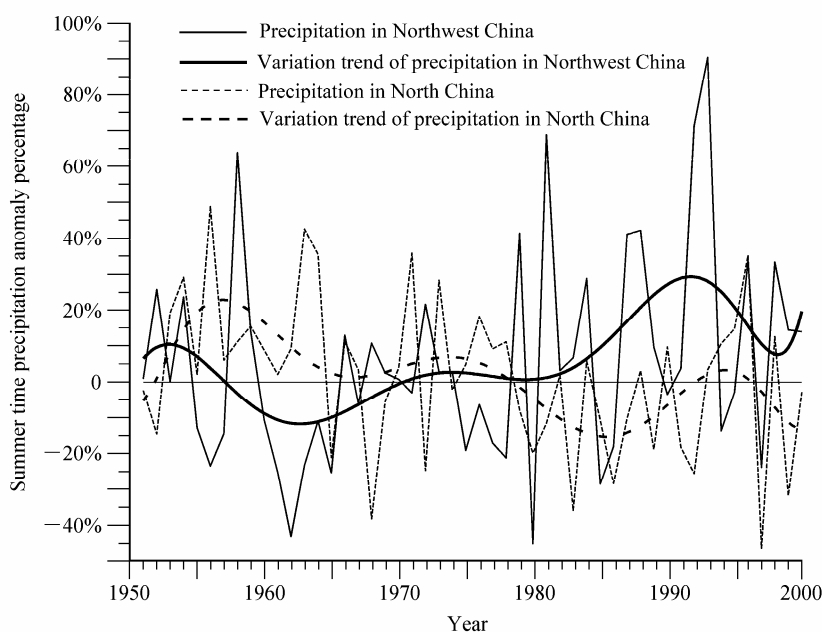 100%
80%
60%
40%
20%
0
−20%
−40%
Summer time precipitation anomaly percentage
Precipitation in Northwest China
Variation trend of precipitation in Northwest China
Precipitation in North China
Variation trend of precipitation in North China
1950
1960
1970
1980
1990
2000
Year